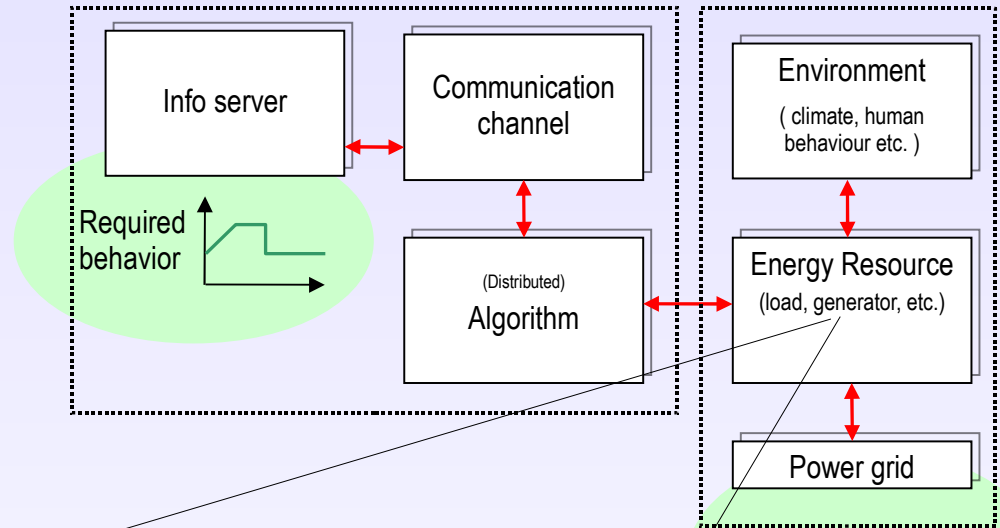 Info server
Communication
channel
Environment
( climate, human
behaviour etc. )
Required
behavior
(Distributed)
Algorithm
Energy Resource
(load, generator, etc.)
Power grid